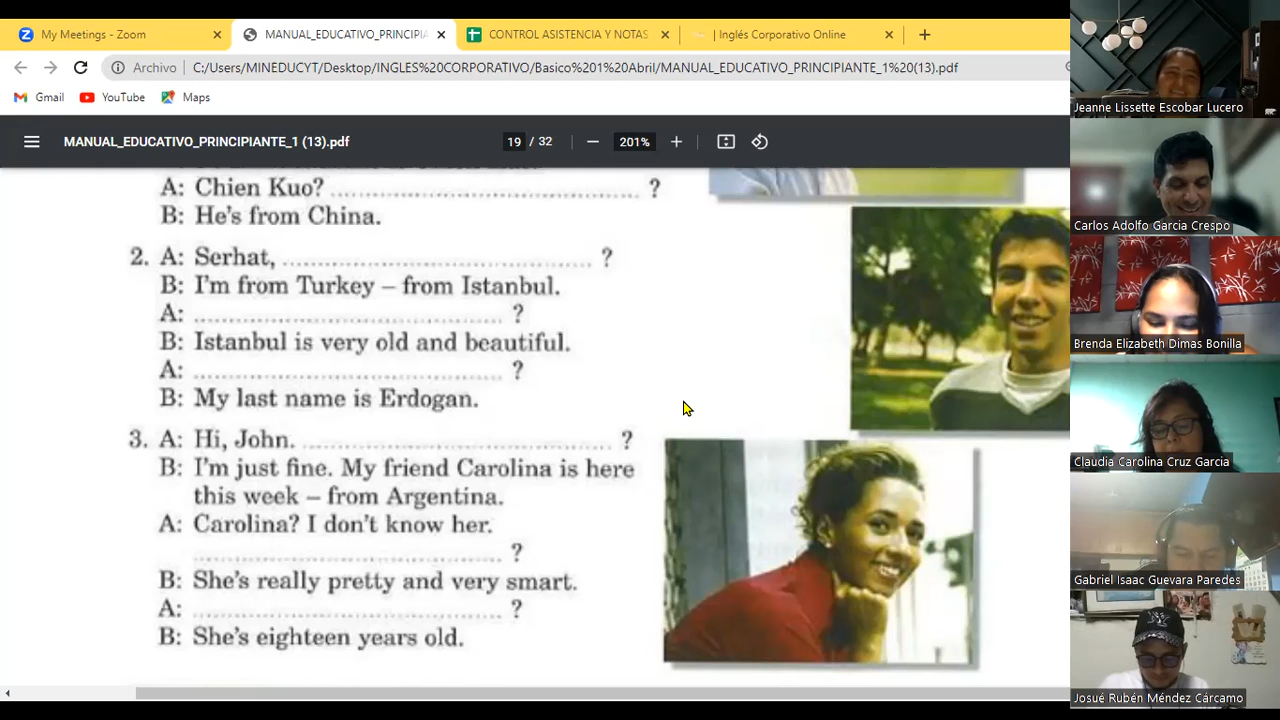 My Meetings - Zoom
MANUAL_EDUCATIVO_PRINCIPIA
CONTROL ASISTENCIA Y NOTAS
| Inglés Corporativo Online
Archivo
C:/Users/MINEDUCYT/Desktop/INGLES%20CORPORATIVO/Basico%201%20Abril/MANUAL_EDUCATIVO_PRINCIPIANTE_1%20(13).pdf
Gmail
YouTube
Maps
MANUAL_EDUCATIVO_PRINCIPIANTE_1 (13).pdf
19 / 32
201%
A: Chien Kuo? ........................................ ?
B: He's from China.
2. A: Serhat, ........................................ ?
B: I'm from Turkey – from Istanbul.
A: ........................................ ?
B: Istanbul is very old and beautiful.
A: ........................................ ?
B: My last name is Erdogan.
3. A: Hi, John. ........................................ ?
B: I'm just fine. My friend Carolina is here
this week – from Argentina.
A: Carolina? I don't know her.
........................................ ?
B: She's really pretty and very smart.
A: ........................................ ?
B: She's eighteen years old.
Jeanne Lissette Escobar Lucero
Carlos Adolfo Garcia Crespo
Brenda Elizabeth Dimas Bonilla
Claudia Carolina Cruz Garcia
Gabriel Isaac Guevara Paredes
Josué Rubén Méndez Cárcamo